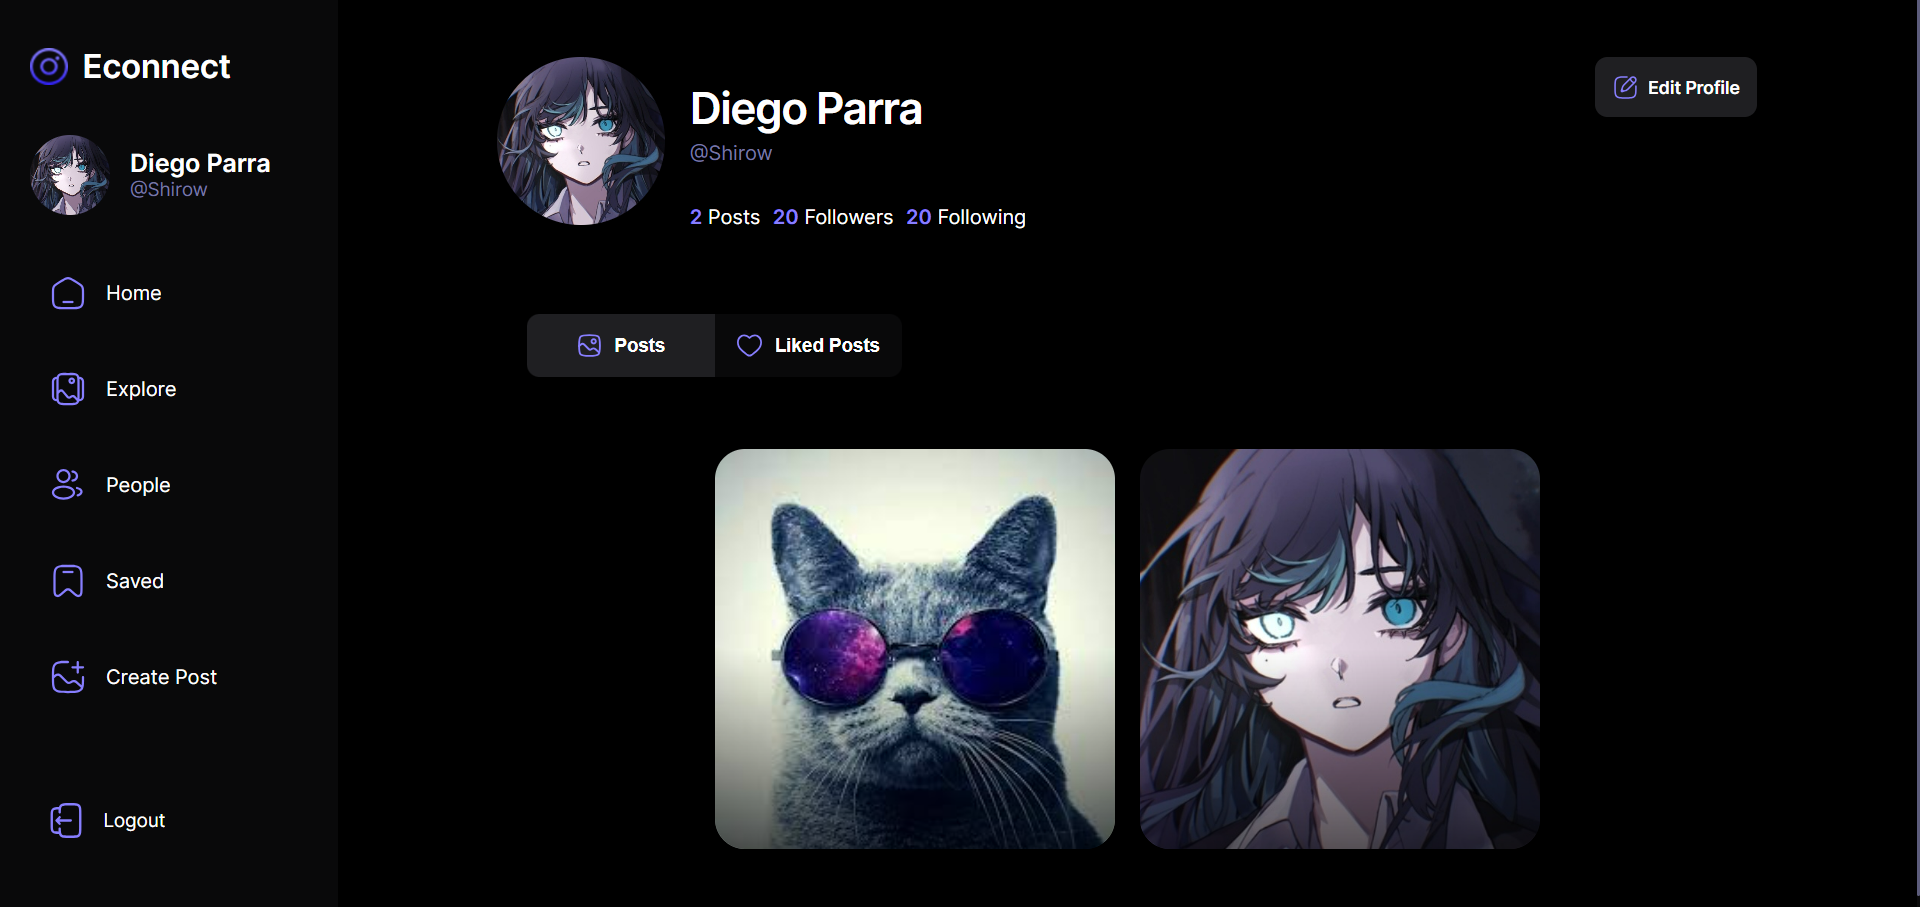 Econnect
Diego Parra
@Shirow
Home
Explore
People
Saved
Create Post
Logout
Diego Parra
@Shirow
2 Posts 20 Followers 20 Following
Edit Profile
Posts
Liked Posts